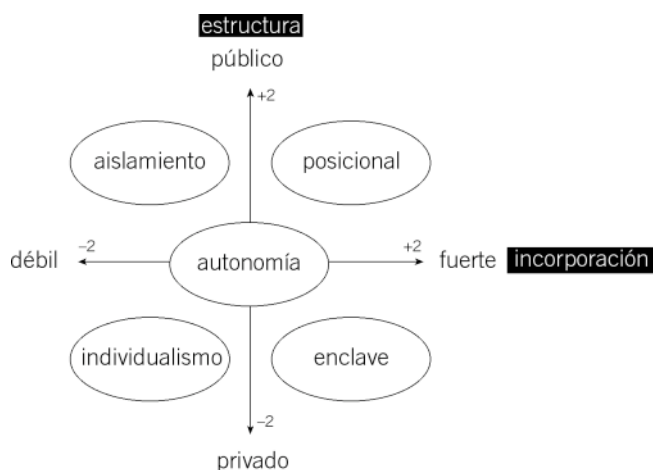 estructura
público
+2
aislamiento posicional
débil −2 autonomía +2 fuerte incorporación
individualismo enclave
−2
privado